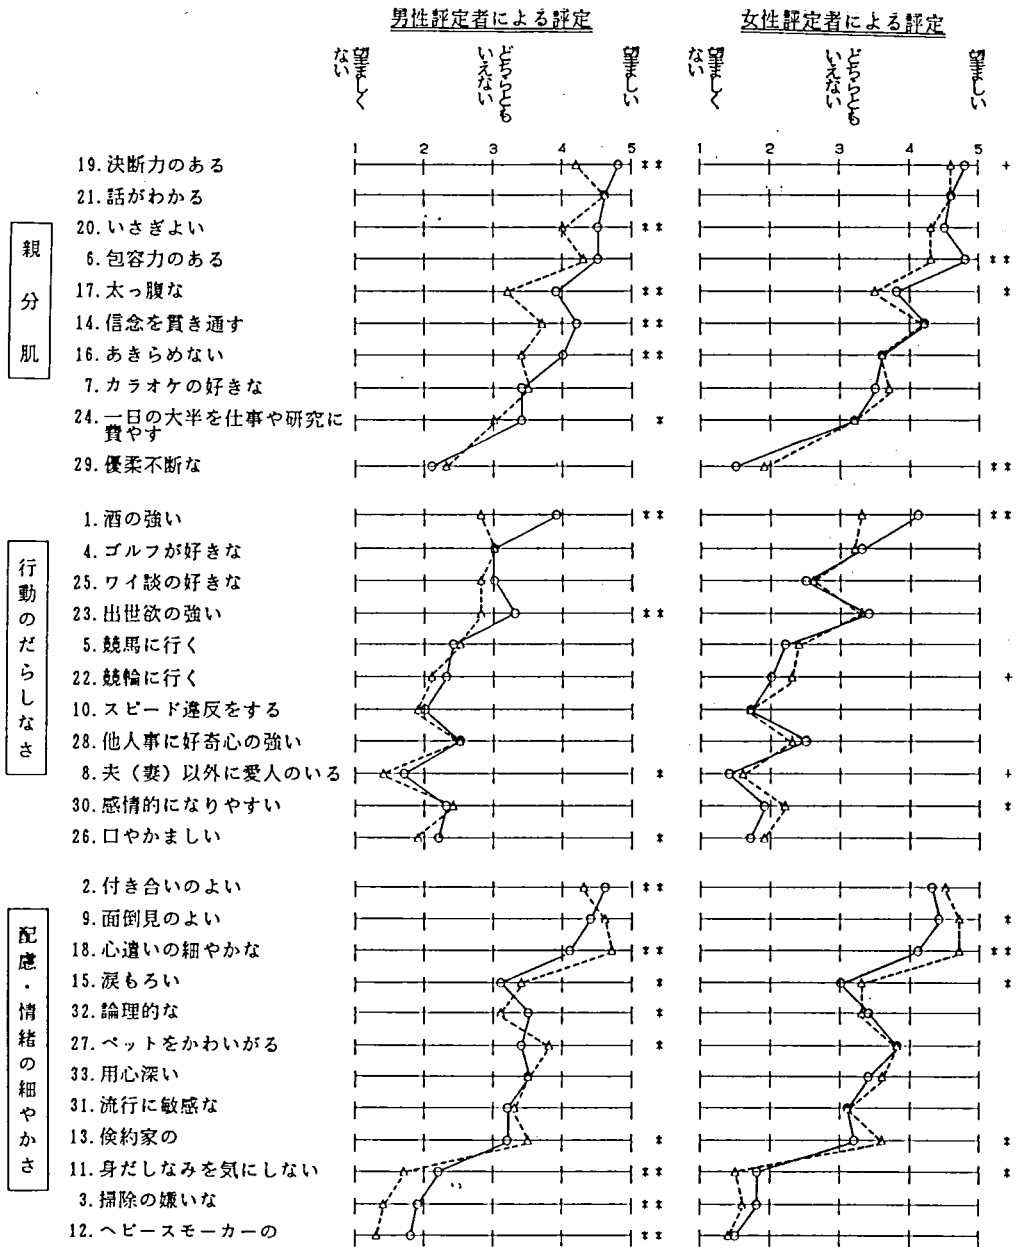 男性評定者による評定
女性評定者による評定
望ましくない
どちらともいえない
望ましい
望ましくない
どちらともいえない
望ましい
1 2 3 4 5
1 2 3 4 5
親分肌
19.決断力のある ** +
21.話がわかる
20.いさぎよい **
6.包容力のある **
17.太っ腹な ** *
14.信念を貫き通す **
16.あきらめない **
7.カラオケの好きな
24.一日の大半を仕事や研究に
費やす *
29.優柔不断な **
行動のだらしなさ
1.酒の強い ** **
4.ゴルフが好きな
25.ワイ談の好きな
23.出世欲の強い **
5.競馬に行く
22.競輪に行く +
10.スピード違反をする
28.他人事に好奇心の強い
8.夫(妻)以外に愛人のいる * +
30.感情的になりやすい *
26.口やかましい *
配慮・情緒の細やかさ
2.付き合いのよい **
9.面倒見のよい *
18.心遣いの細やかな ** **
15.涙もろい * *
32.論理的な *
27.ペットをかわいがる *
33.用心深い
31.流行に敏感な
13.倹約家の * *
11.身だしなみを気にしない ** *
3.掃除の嫌いな **
12.ヘビースモーカーの **